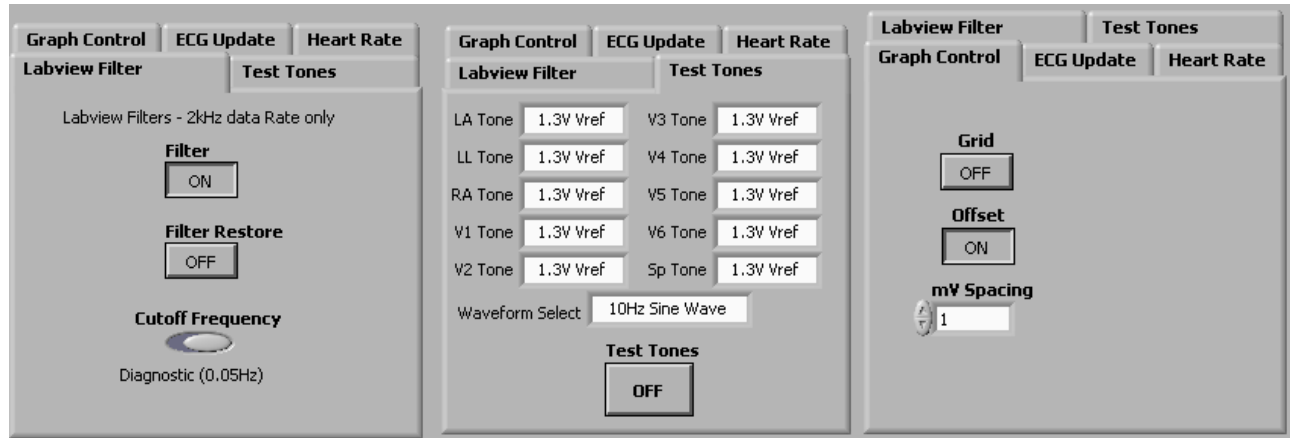 Graph Control ECG Update Heart Rate
Labview Filter Test Tones
Labview Filters - 2kHz data Rate only
Filter
ON
Filter Restore
OFF
Cutoff Frequency
Diagnostic (0.05Hz)
Graph Control ECG Update Heart Rate
Labview Filter Test Tones
LA Tone 1.3V Vref V3 Tone 1.3V Vref
LL Tone 1.3V Vref V4 Tone 1.3V Vref
RA Tone 1.3V Vref V5 Tone 1.3V Vref
V1 Tone 1.3V Vref V6 Tone 1.3V Vref
V2 Tone 1.3V Vref Sp Tone 1.3V Vref
Waveform Select 10Hz Sine Wave
Test Tones
OFF
Labview Filter Test Tones
Graph Control ECG Update Heart Rate
Grid
OFF
Offset
ON
mV Spacing
1